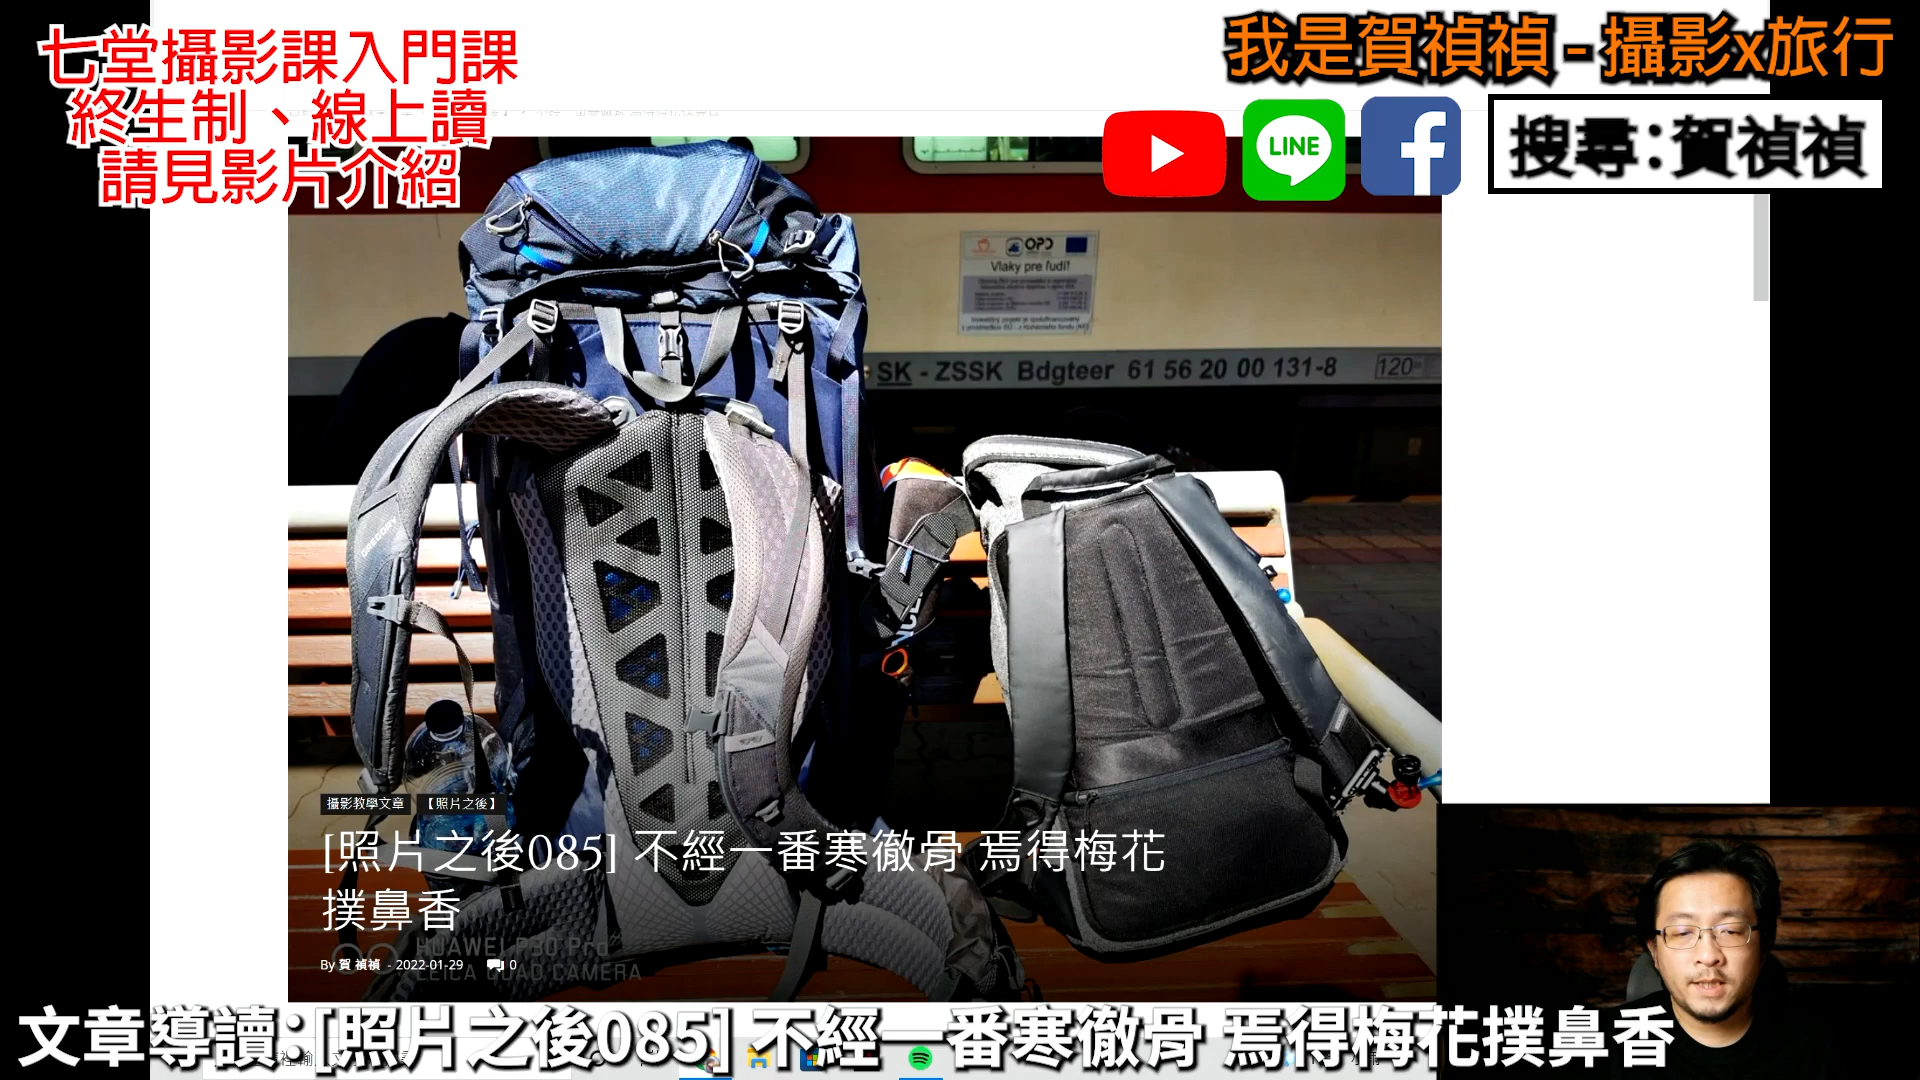 七堂攝影課入門課
終生制、線上讀
請見影片介紹
我是賀禎禎-攝影x旅行
LINE
搜尋:賀禎禎
OPD
Vlaky pre ľudí!
SK - ZSSK Bdgteer 61 56 20 00 131-8
120
GREGORY
攝影教學文章 【照片之後】
[照片之後085] 不經一番寒徹骨 焉得梅花
撲鼻香
HUAWEI P30 Pro
LEICA QUAD CAMERA
By 賀 禎禎 - 2022-01-29 0
文章導讀:[照片之後085] 不經一番寒徹骨 焉得梅花撲鼻香